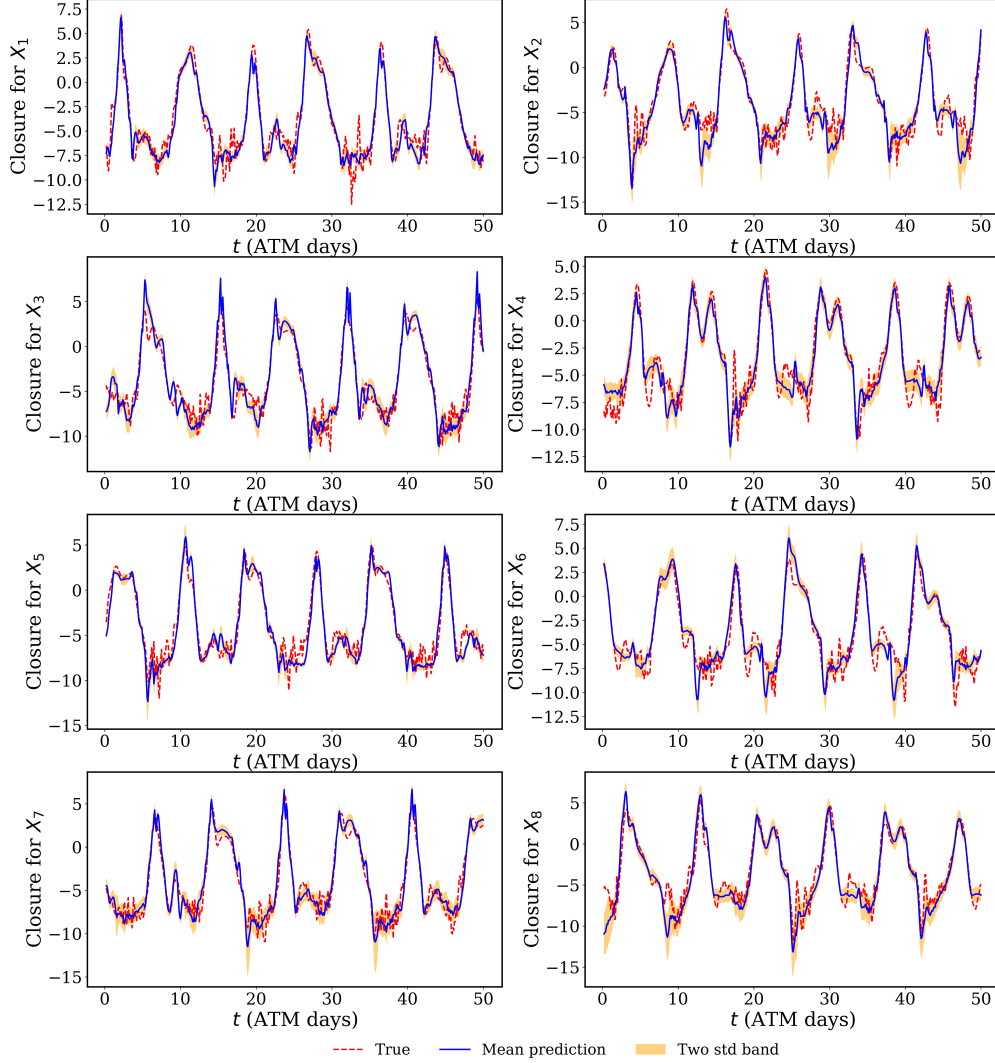 7.5
5.0
2.5
0.0
−2.5
−5.0
−7.5
−10.0
−12.5
Closure for X1
0 10 20 30 40 50
t (ATM days)
5
0
−5
−10
−15
Closure for X2
0 10 20 30 40 50
t (ATM days)
5
0
−5
−10
Closure for X3
0 10 20 30 40 50
t (ATM days)
5.0
2.5
0.0
−2.5
−5.0
−7.5
−10.0
−12.5
Closure for X4
0 10 20 30 40 50
t (ATM days)
5
0
−5
−10
−15
Closure for X5
0 10 20 30 40 50
t (ATM days)
7.5
5.0
2.5
0.0
−2.5
−5.0
−7.5
−10.0
−12.5
Closure for X6
0 10 20 30 40 50
t (ATM days)
5
0
−5
−10
−15
Closure for X7
0 10 20 30 40 50
t (ATM days)
5
0
−5
−10
−15
Closure for X8
0 10 20 30 40 50
t (ATM days)
True Mean prediction Two std band